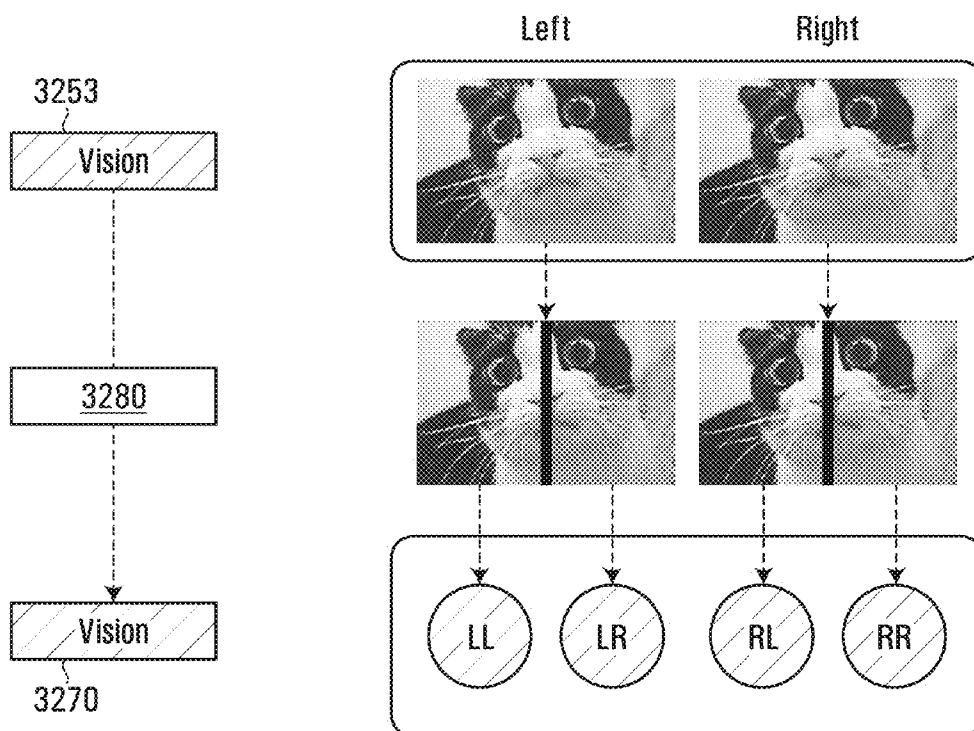 Left Right
3253
Vision
3280
Vision
3270
LL LR RL RR